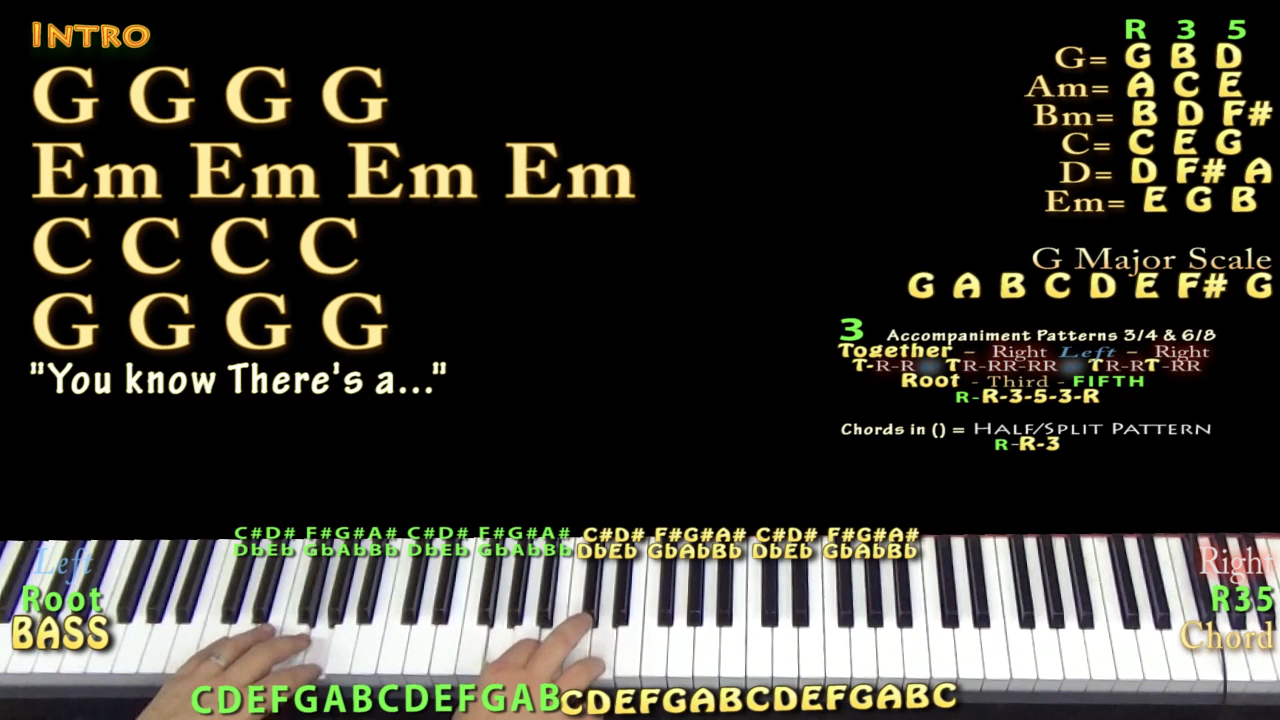 INTRO
G G G G
Em Em Em Em
C C C C
G G G G
"You know There's a..."
R 3 5
G= G B D
Am= A C E
Bm= B D F#
C= C E G
D= D F# A
Em= E G B
G Major Scale
G A B C D E F# G
3 Accompaniment Patterns 3/4 & 6/8
Together - Right Left - Right
T-R-R TR-RR-RR TR-RT-RR
Root - Third - FIFTH
R-R-3-5-3-R
Chords in () = HALF/SPLIT PATTERN
R-R-3
C#D# F#G#A# C#D# F#G#A# C#D# F#G#A# C#D# F#G#A#
DbEb GbAbBb DbEb GbAbBb DbEb GbAbBb DbEb GbAbBb
Left
Root
BASS
Right
R35
Chord
CDEFGABCDEFGABCDEFGABCDEFGABC